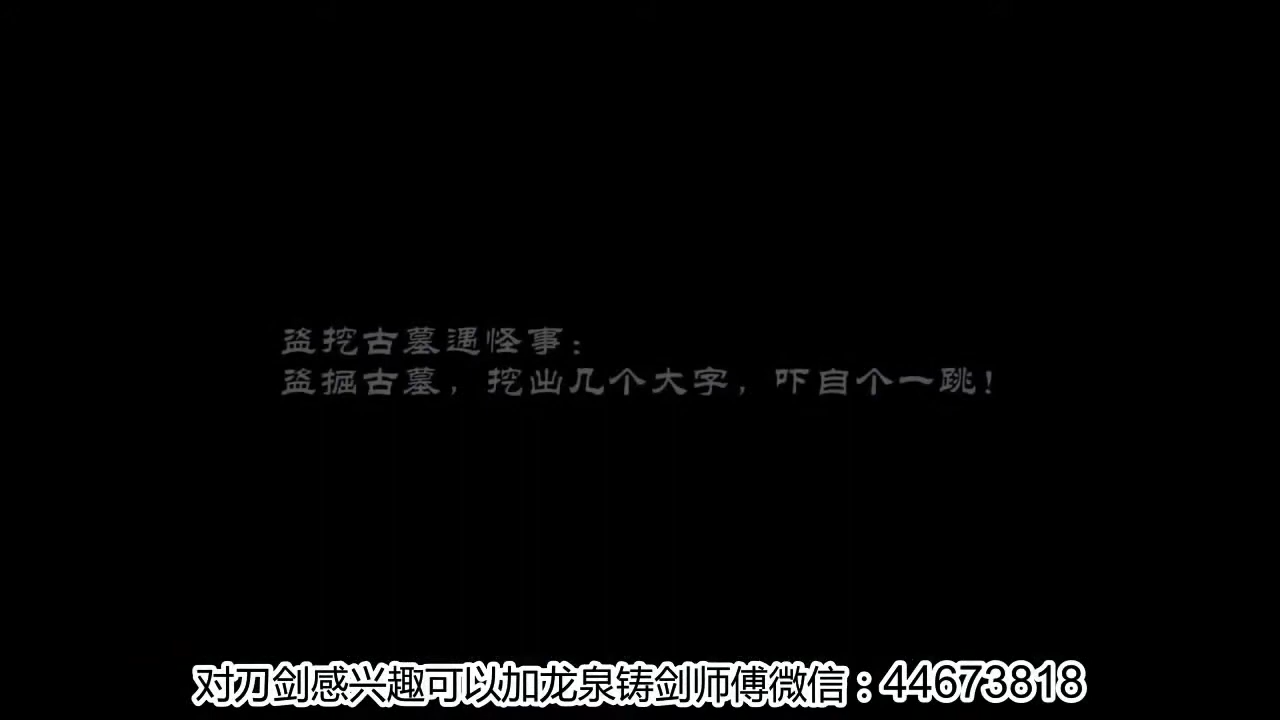 盗挖古墓遇怪事：
盗掘古墓，挖出几个大字，吓自个一跳！
对刃剑感兴趣可以加龙泉铸剑师傅微信：44673818